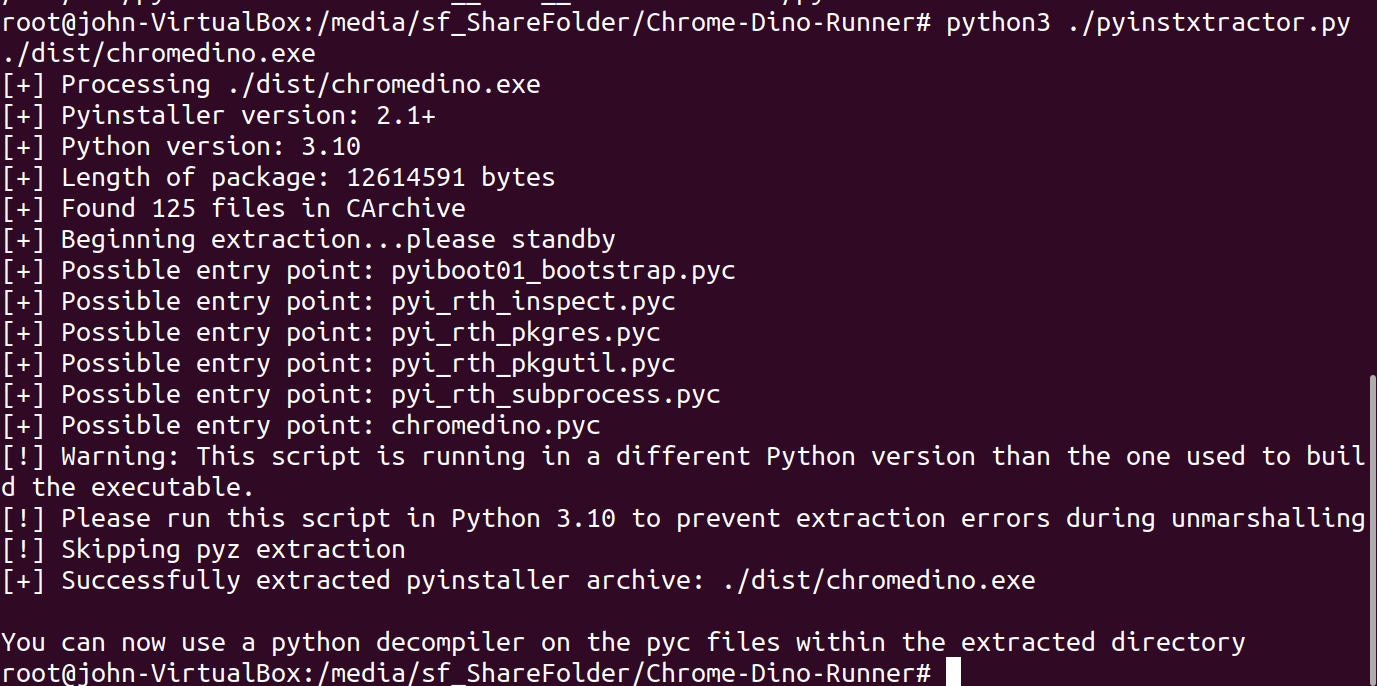 root@john-VirtualBox:/media/sf_ShareFolder/Chrome-Dino-Runner# python3 ./pyinstxtractor.py
./dist/chromedino.exe
[+] Processing ./dist/chromedino.exe
[+] Pyinstaller version: 2.1+
[+] Python version: 3.10
[+] Length of package: 12614591 bytes
[+] Found 125 files in CArchive
[+] Beginning extraction...please standby
[+] Possible entry point: pyiboot01_bootstrap.pyc
[+] Possible entry point: pyi_rth_inspect.pyc
[+] Possible entry point: pyi_rth_pkgres.pyc
[+] Possible entry point: pyi_rth_pkgutil.pyc
[+] Possible entry point: pyi_rth_subprocess.pyc
[+] Possible entry point: chromedino.pyc
[!] Warning: This script is running in a different Python version than the one used to buil
d the executable.
[!] Please run this script in Python 3.10 to prevent extraction errors during unmarshalling
[!] Skipping pyz extraction
[+] Successfully extracted pyinstaller archive: ./dist/chromedino.exe
You can now use a python decompiler on the pyc files within the extracted directory
root@john-VirtualBox:/media/sf_ShareFolder/Chrome-Dino-Runner#